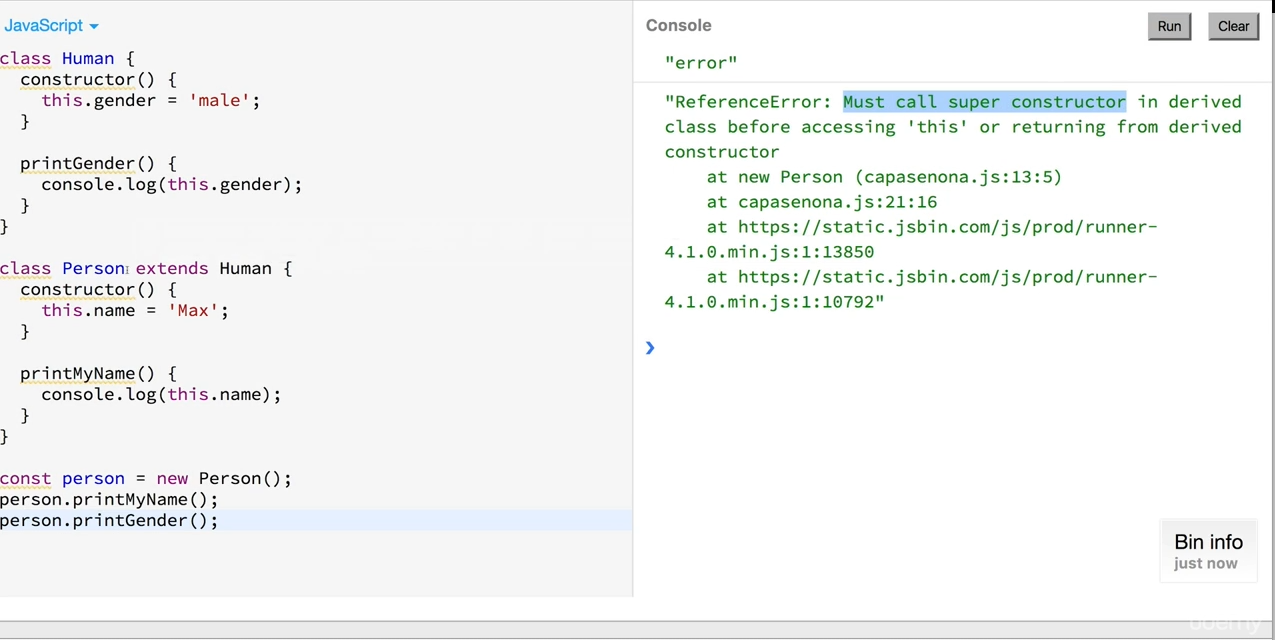 JavaScript
class Human {
  constructor() {
    this.gender = 'male';
  }
  printGender() {
    console.log(this.gender);
  }
}
class Person extends Human {
  constructor() {
    this.name = 'Max';
  }
  printMyName() {
    console.log(this.name);
  }
}
const person = new Person();
person.printMyName();
person.printGender();
Console
Run
Clear
"error"
"ReferenceError: Must call super constructor in derived
class before accessing 'this' or returning from derived
constructor
    at new Person (capasenona.js:13:5)
    at capasenona.js:21:16
    at https://static.jsbin.com/js/prod/runner-
4.1.0.min.js:1:13850
    at https://static.jsbin.com/js/prod/runner-
4.1.0.min.js:1:10792"
Bin info
just now
udemy